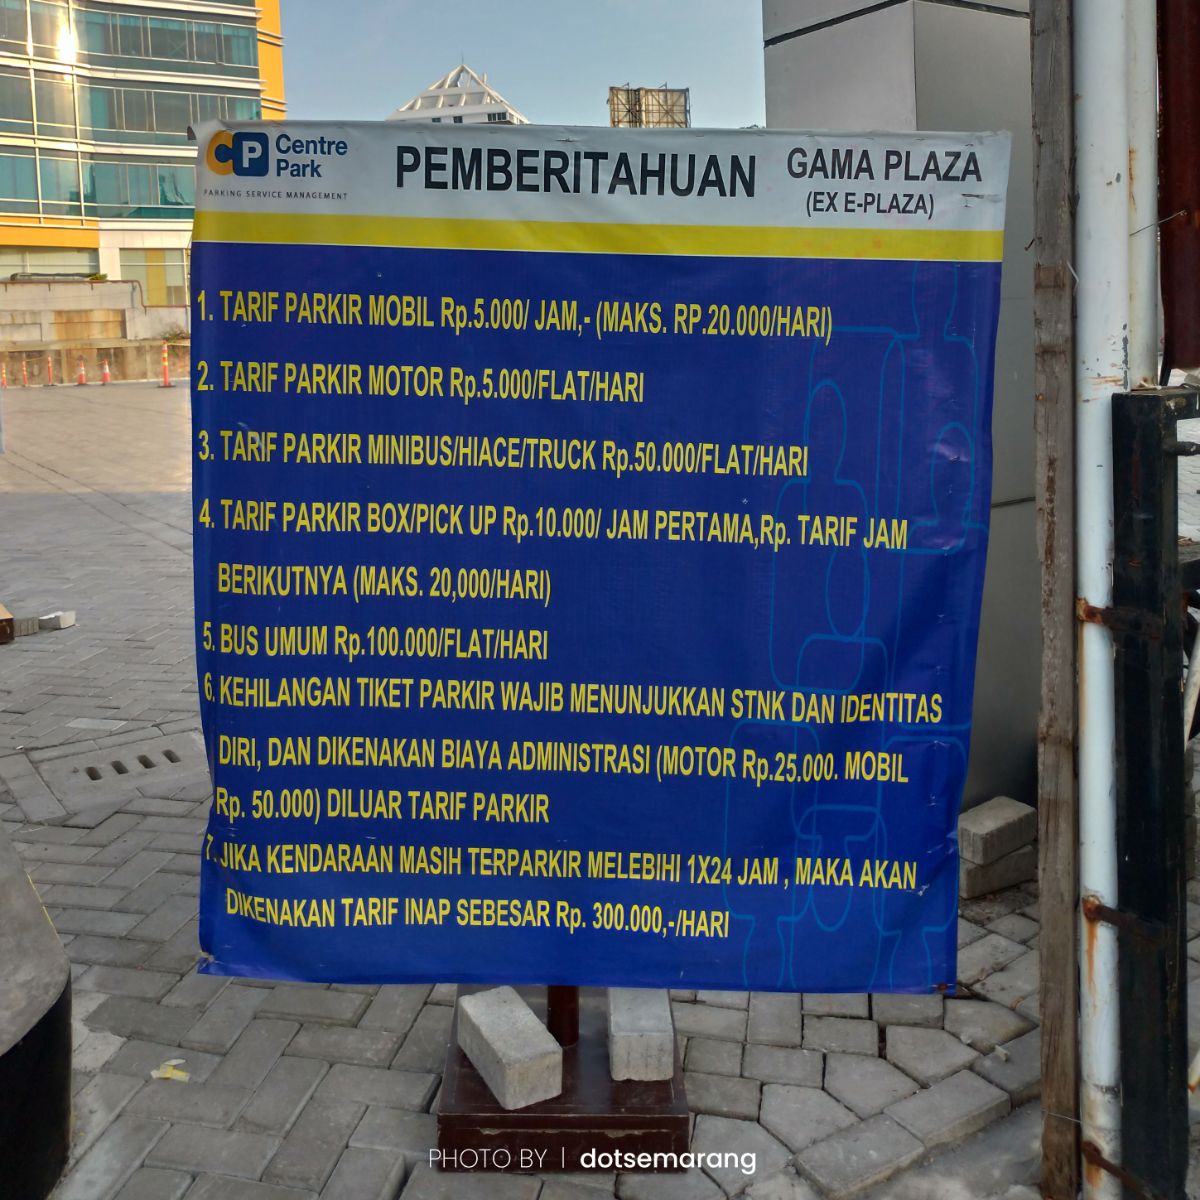 CP Centre Park
PARKING SERVICE MANAGEMENT
PEMBERITAHUAN
GAMA PLAZA
(EX E-PLAZA)
1. TARIF PARKIR MOBIL Rp.5.000/ JAM,- (MAKS. RP.20.000/HARI)
2. TARIF PARKIR MOTOR Rp.5.000/FLAT/HARI
3. TARIF PARKIR MINIBUS/HIACE/TRUCK Rp.50.000/FLAT/HARI
4. TARIF PARKIR BOX/PICK UP Rp.10.000/ JAM PERTAMA,Rp. TARIF JAM
BERIKUTNYA (MAKS. 20,000/HARI)
5. BUS UMUM Rp.100.000/FLAT/HARI
6. KEHILANGAN TIKET PARKIR WAJIB MENUNJUKKAN STNK DAN IDENTITAS
DIRI, DAN DIKENAKAN BIAYA ADMINISTRASI (MOTOR Rp.25.000. MOBIL
Rp. 50.000) DILUAR TARIF PARKIR
7. JIKA KENDARAAN MASIH TERPARKIR MELEBIHI 1X24 JAM , MAKA AKAN
DIKENAKAN TARIF INAP SEBESAR Rp. 300.000,-/HARI
PHOTO BY | dotsemarang